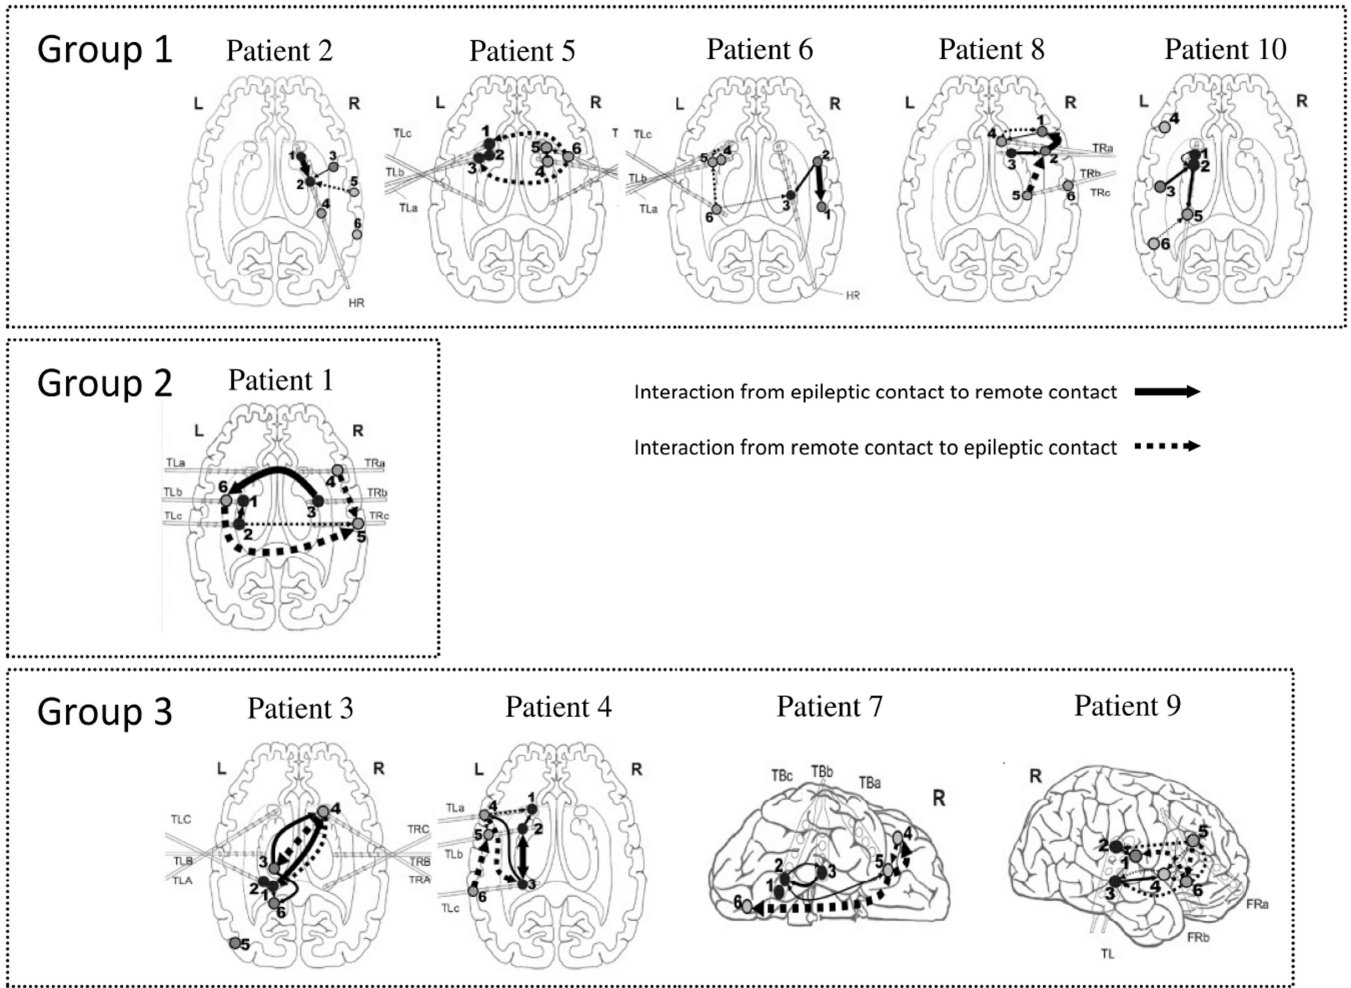 Group 1
Patient 2
Patient 5
Patient 6
Patient 8
Patient 10
L R
1 2 3 4 5 6
HR
L R
TLc
TLb
TLa
T
1 2 3 4 5 6
L R
TLc
TLb
TLa
1 2 3 4 5 6
HR
L R
1 2 3 4 5 6
TRa
TRb
TRc
L R
1 2 3 4 5 6
Group 2
Patient 1
L R
TLa TRa
TLb TRb
TLc TRc
1 2 3 4 5 6
Interaction from epileptic contact to remote contact
Interaction from remote contact to epileptic contact
Group 3
Patient 3
Patient 4
Patient 7
Patient 9
L R
TLC TRC
TLB TRB
TLA TRA
1 2 3 4 5 6
L R
TLa
TLb
TLc
1 2 3 4 5 6
TBc TBb TBa
R
1 2 3 4 5 6
R
1 2 3 4 5 6
FRa
FRb
TL